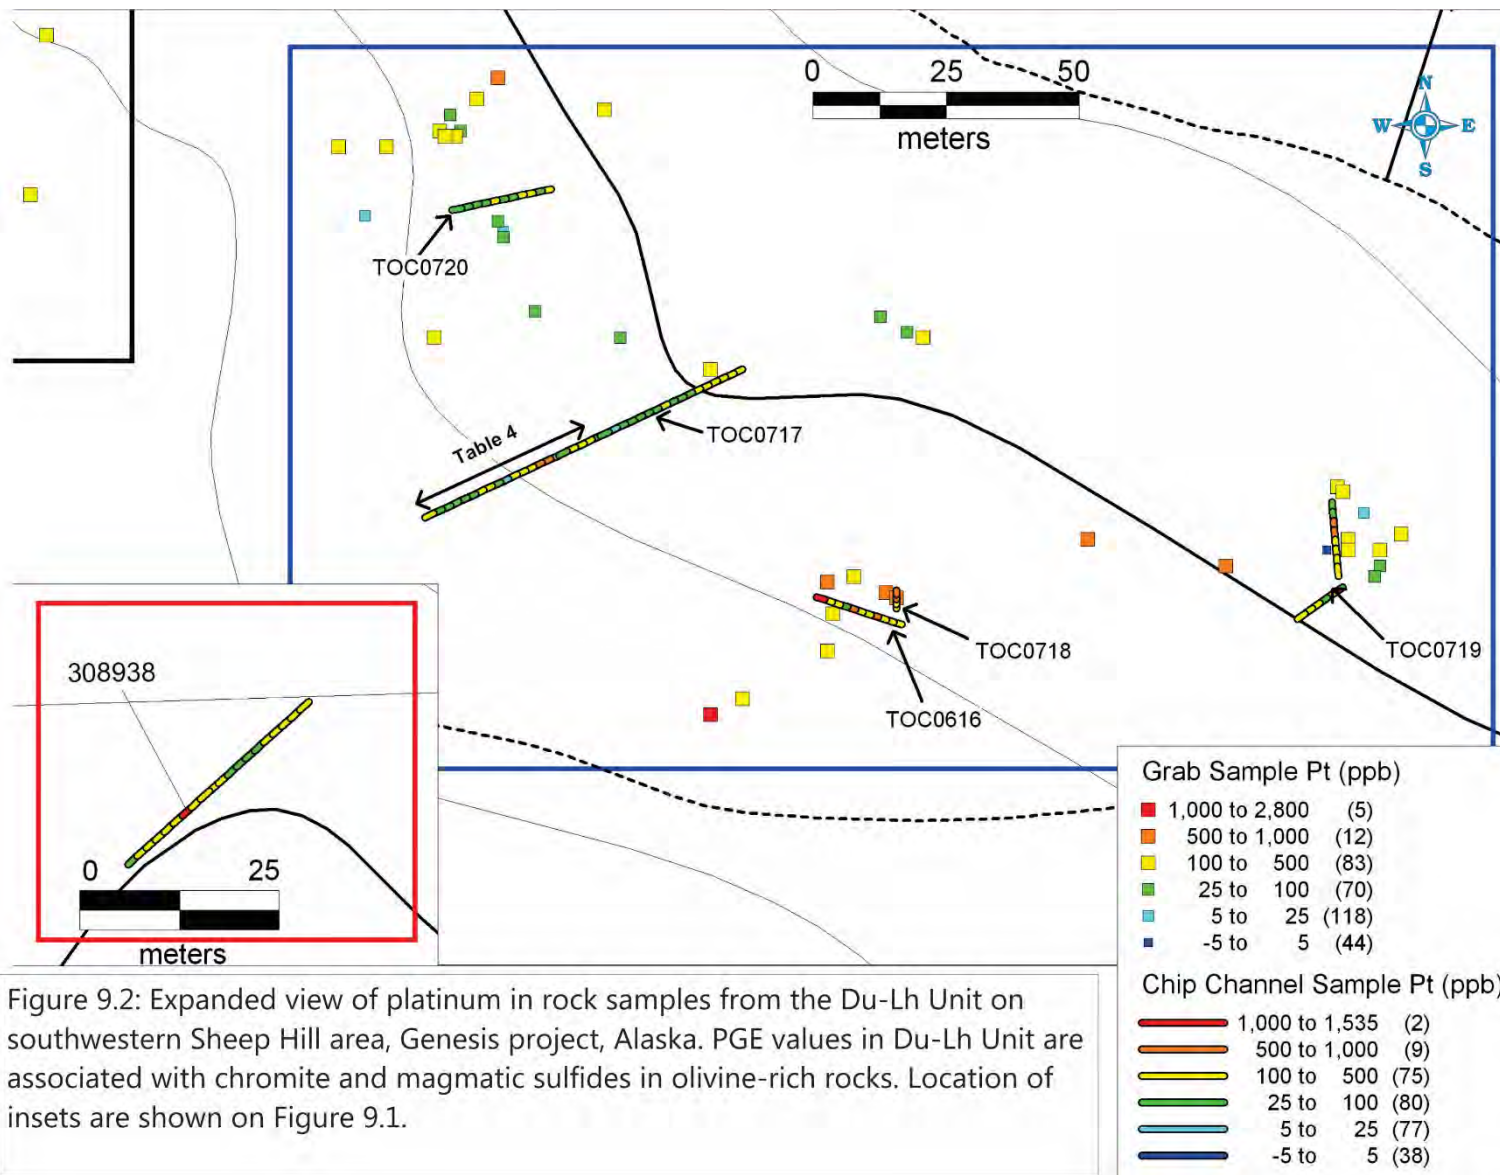 0 25 50
meters
N
W E
S
TOC0720
TOC0717
Table 4
TOC0718
TOC0719
TOC0616
308938
0 25
meters
Grab Sample Pt (ppb)
1,000 to 2,800 (5)
500 to 1,000 (12)
100 to 500 (83)
25 to 100 (70)
5 to 25 (118)
-5 to 5 (44)
Chip Channel Sample Pt (ppb)
1,000 to 1,535 (2)
500 to 1,000 (9)
100 to 500 (75)
25 to 100 (80)
5 to 25 (77)
-5 to 5 (38)
Figure 9.2: Expanded view of platinum in rock samples from the Du-Lh Unit on
southwestern Sheep Hill area, Genesis project, Alaska. PGE values in Du-Lh Unit are
associated with chromite and magmatic sulfides in olivine-rich rocks. Location of
insets are shown on Figure 9.1.